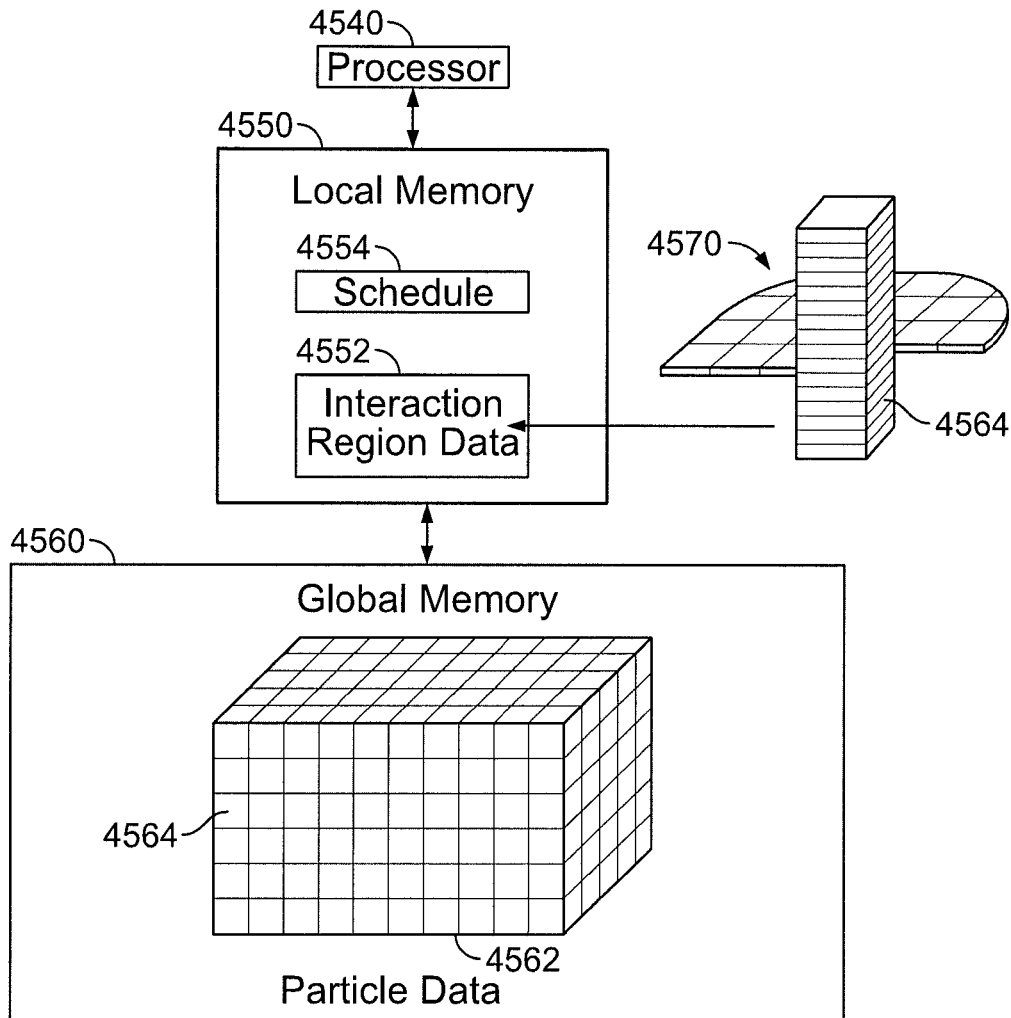 4540
Processor
4550
Local Memory
4554
Schedule
4552
Interaction
Region Data
4570
4564
4560
Global Memory
4564
4562
Particle Data